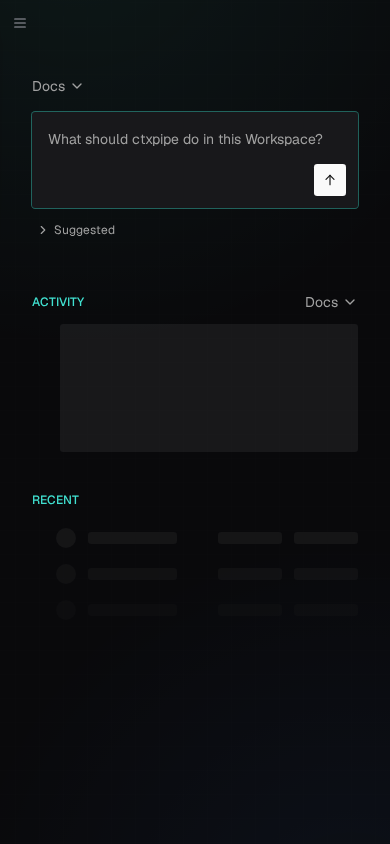 Docs
What should ctxpipe do in this Workspace?
Suggested
ACTIVITY
Docs
RECENT